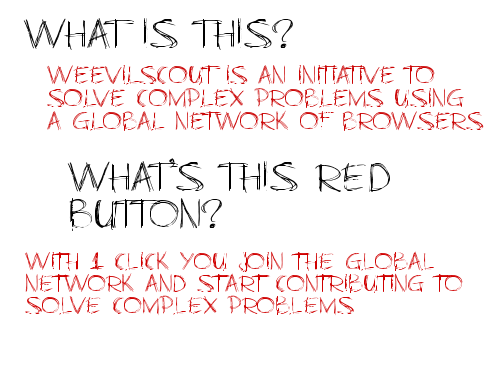 WHAT IS THIS?
WEEVILSCOUT IS AN INITIATIVE TO
SOLVE COMPLEX PROBLEMS USING
A GLOBAL NETWORK OF BROWSERS
WHAT'S THIS RED
BUTTON?
WITH 1 CLICK YOU JOIN THE GLOBAL
NETWORK AND START CONTRIBUTING TO
SOLVE COMPLEX PROBLEMS